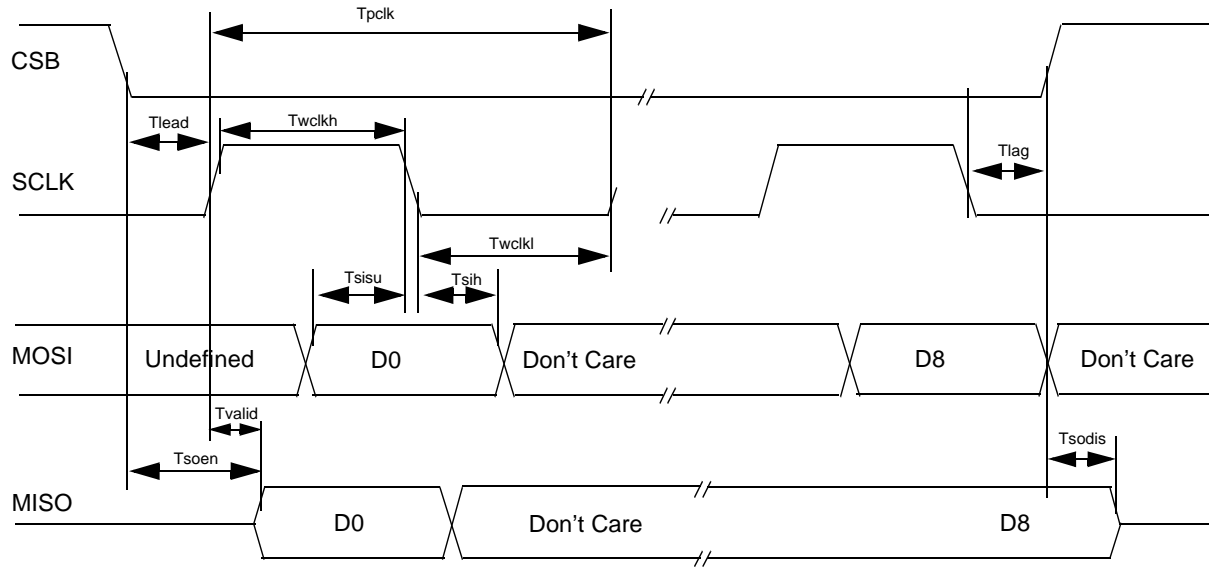 Tpclk
CSB
Tlead
Twclkh
Tlag
SCLK
Twclkl
Tsisu
Tsih
MOSI
Undefined
D0
Don't Care
D8
Don't Care
Tvalid
Tsoen
Tsodis
MISO
D0
Don't Care
D8